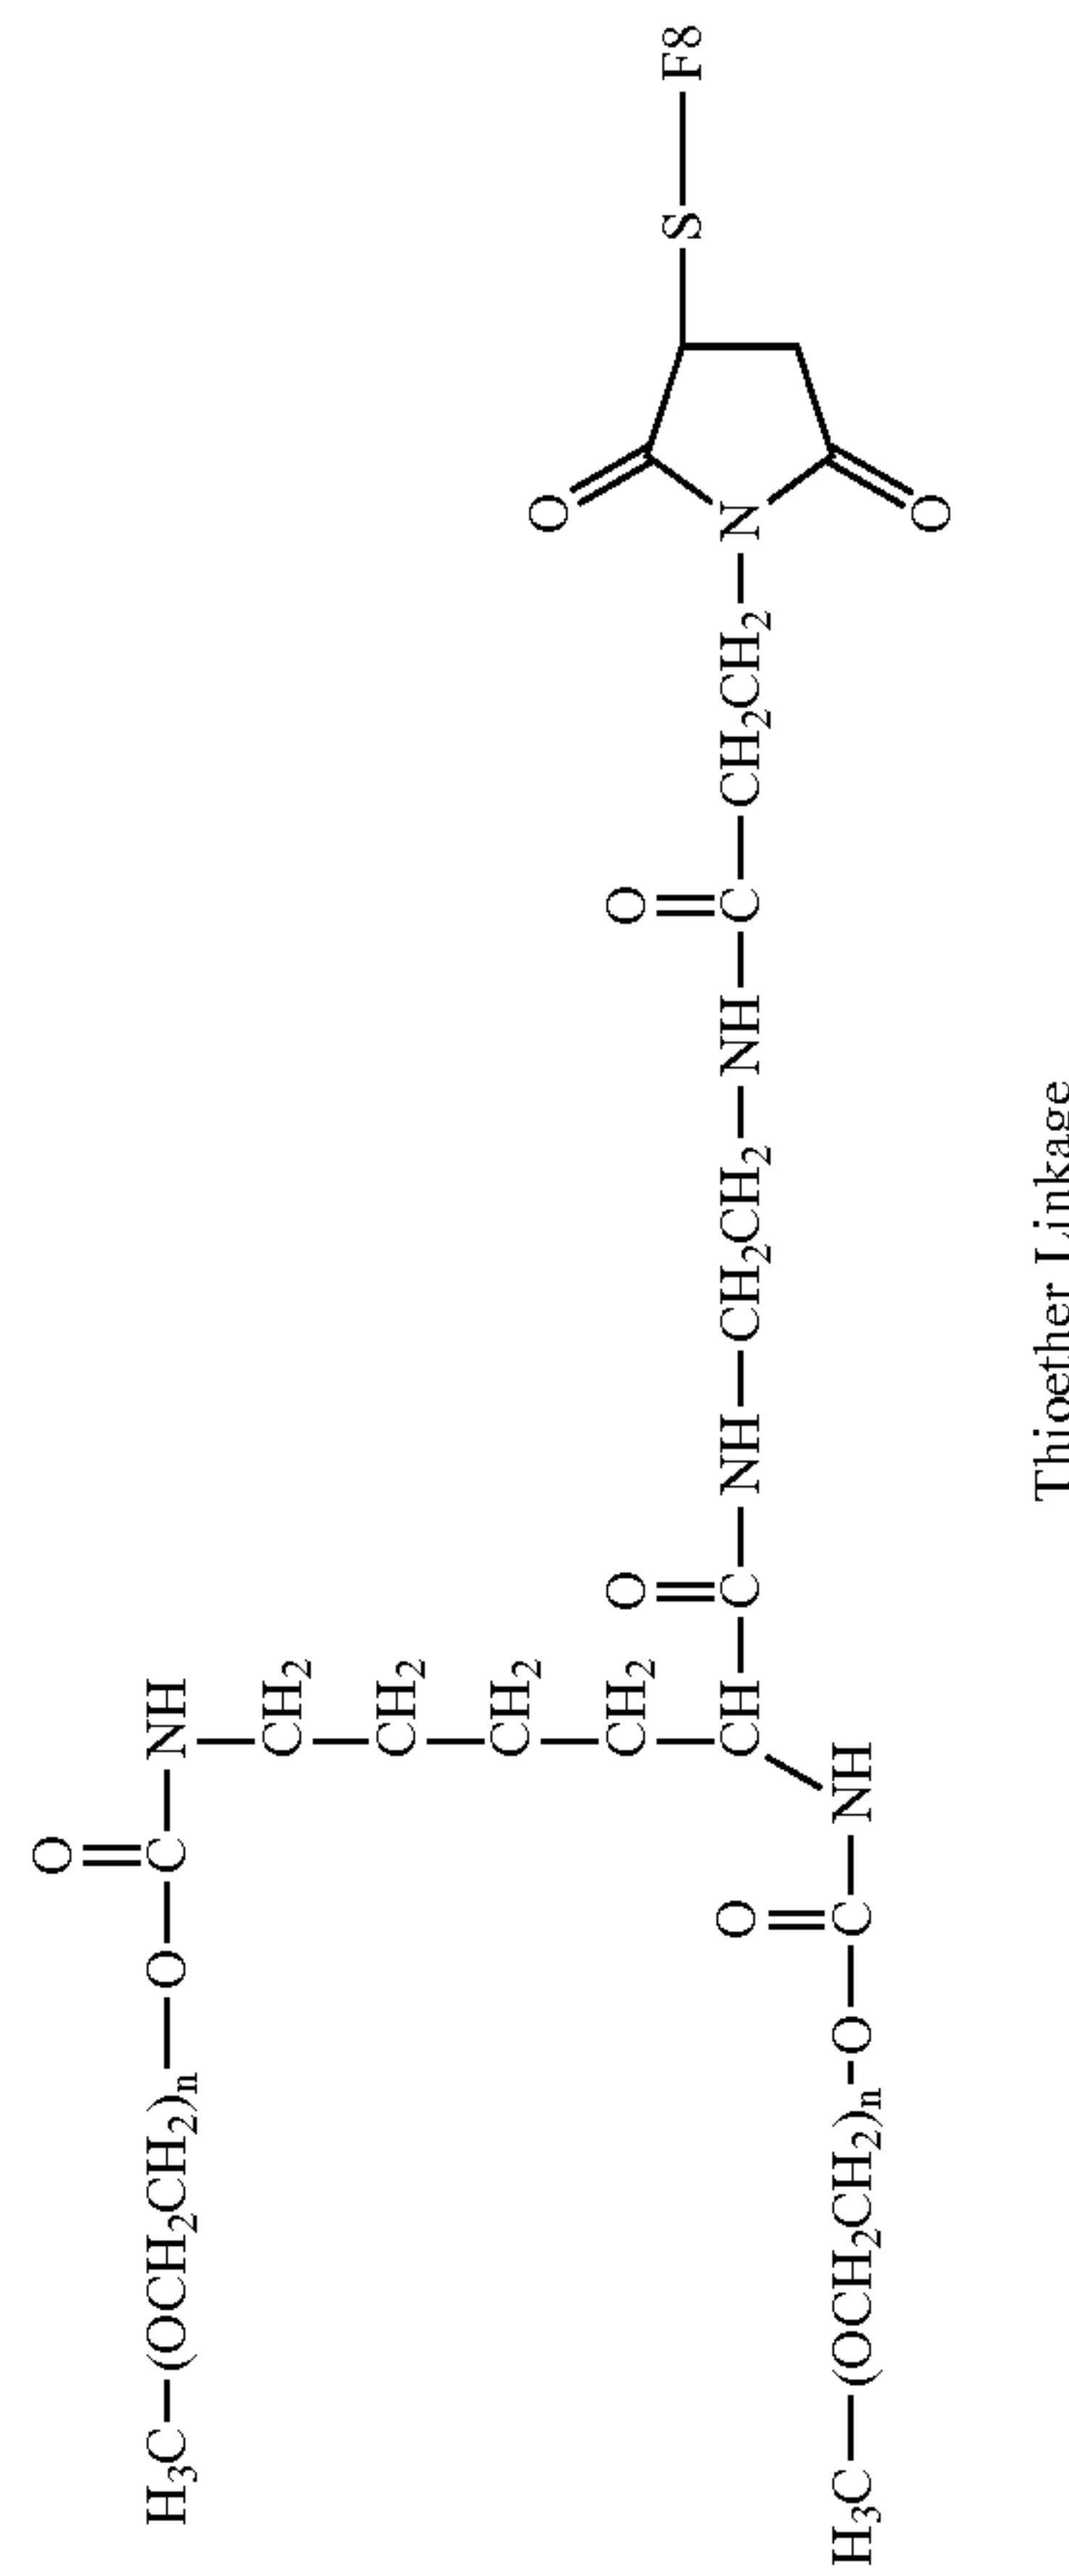 O
H₃C—(OCH₂CH₂)ₙ—O—C—NH
CH₂
CH₂
CH₂
O O O
CH₂
CH—C—NH—CH₂CH₂—NH—C—CH₂CH₂—N
S—F8
O
O
H₃C—(OCH₂CH₂)ₙ-O—C—NH
O
Thioether Linkage